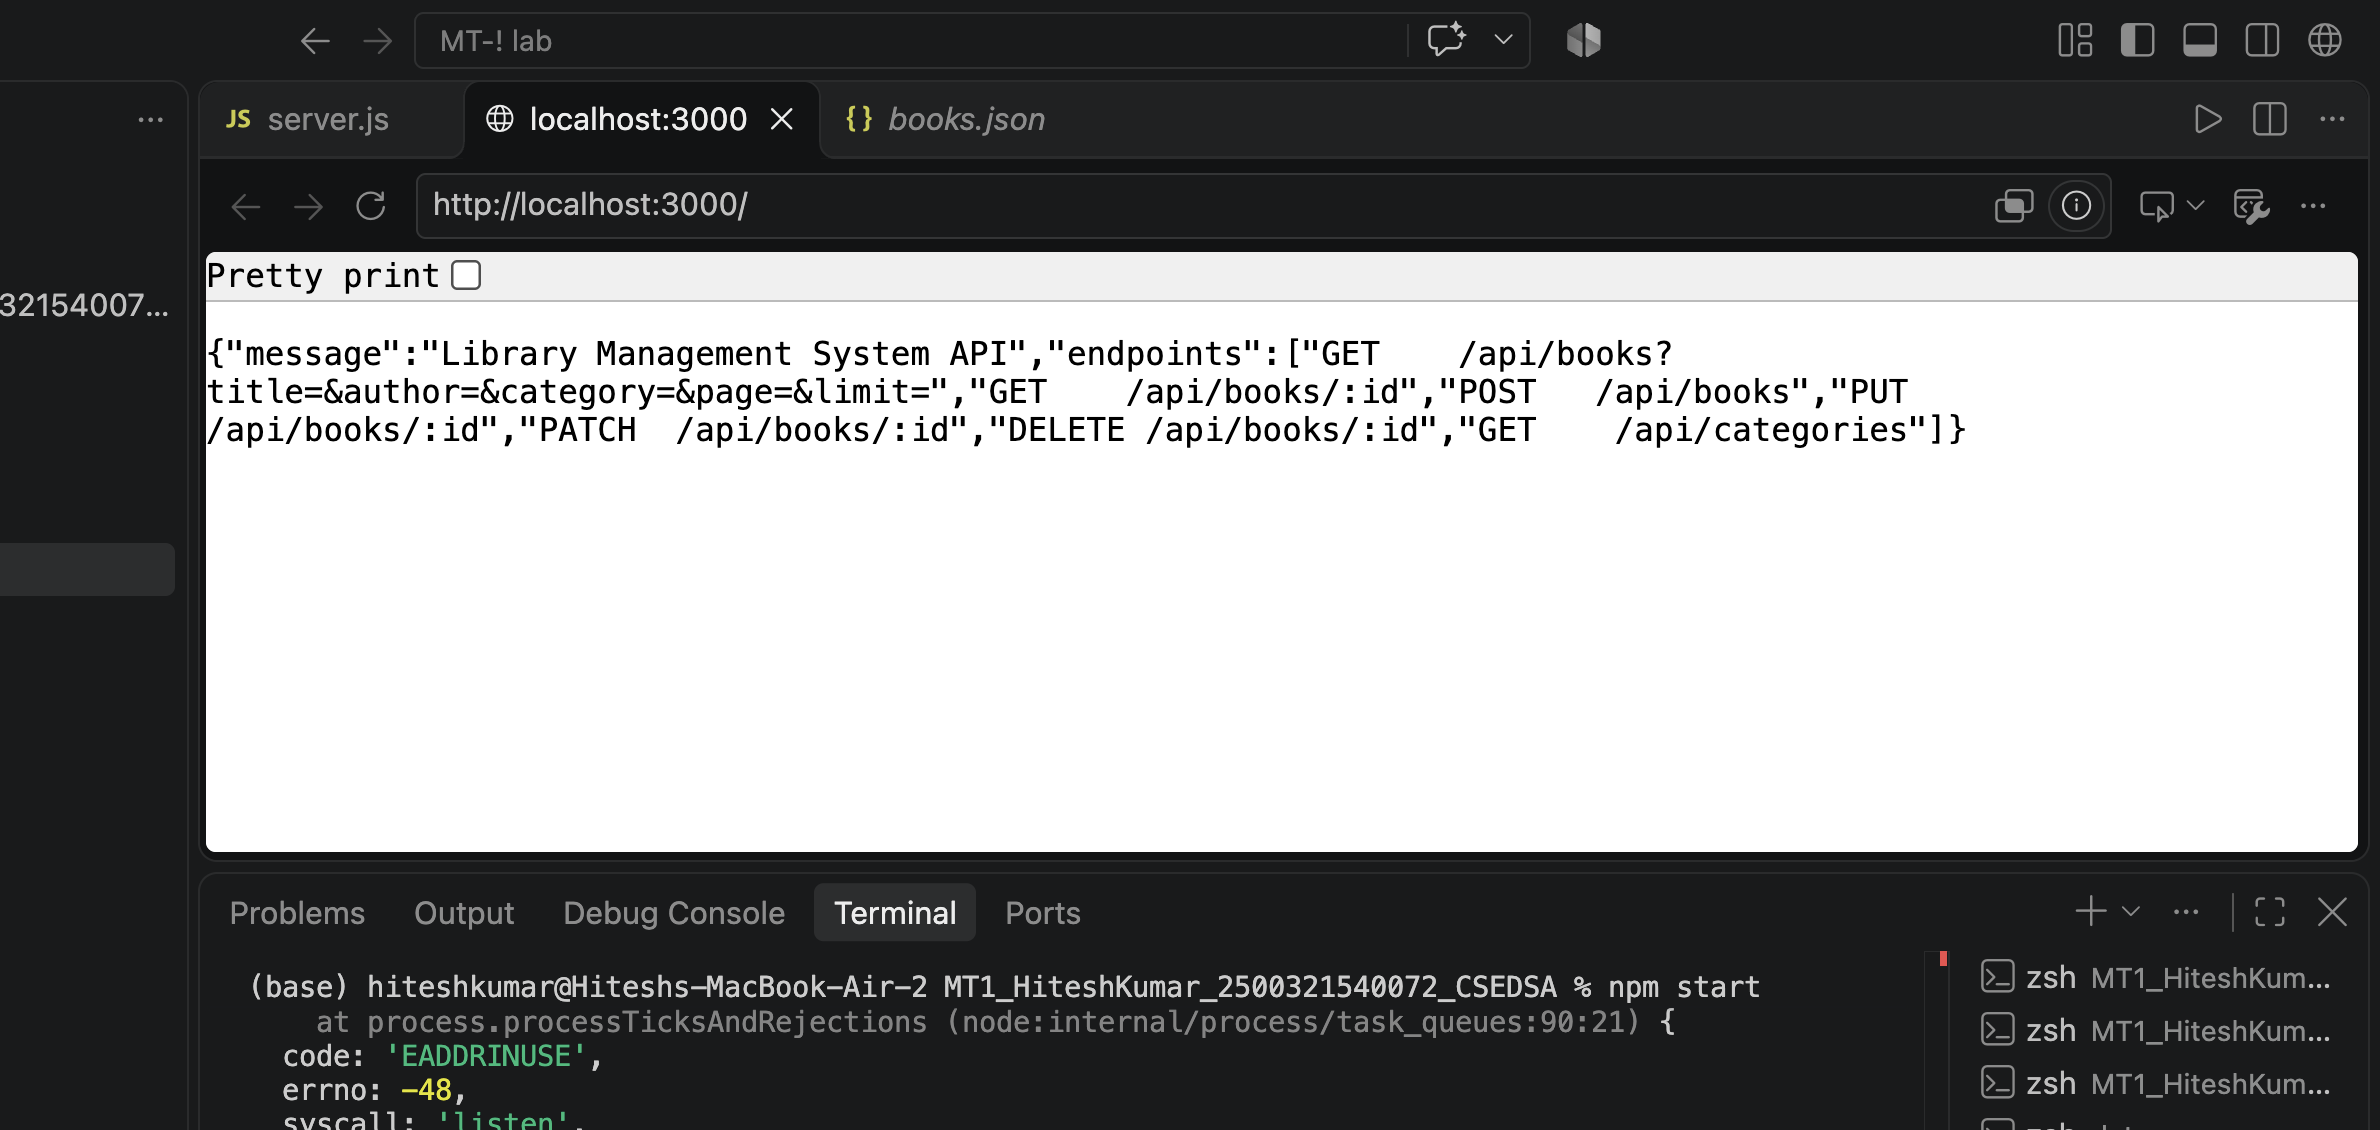 MT-! lab
JS server.js
localhost:3000
{} books.json
http://localhost:3000/
32154007...
Pretty print
{"message":"Library Management System API","endpoints":["GET    /api/books?
title=&author=&category=&page=&limit=","GET    /api/books/:id","POST   /api/books","PUT
/api/books/:id","PATCH  /api/books/:id","DELETE /api/books/:id","GET    /api/categories"]}
Problems Output Debug Console Terminal Ports
(base) hiteshkumar@Hiteshs-MacBook-Air-2 MT1_HiteshKumar_2500321540072_CSEDSA % npm start
    at process.processTicksAndRejections (node:internal/process/task_queues:90:21) {
  code: 'EADDRINUSE',
  errno: -48,
  syscall: 'listen',
zsh MT1_HiteshKum...
zsh MT1_HiteshKum...
zsh MT1_HiteshKum...